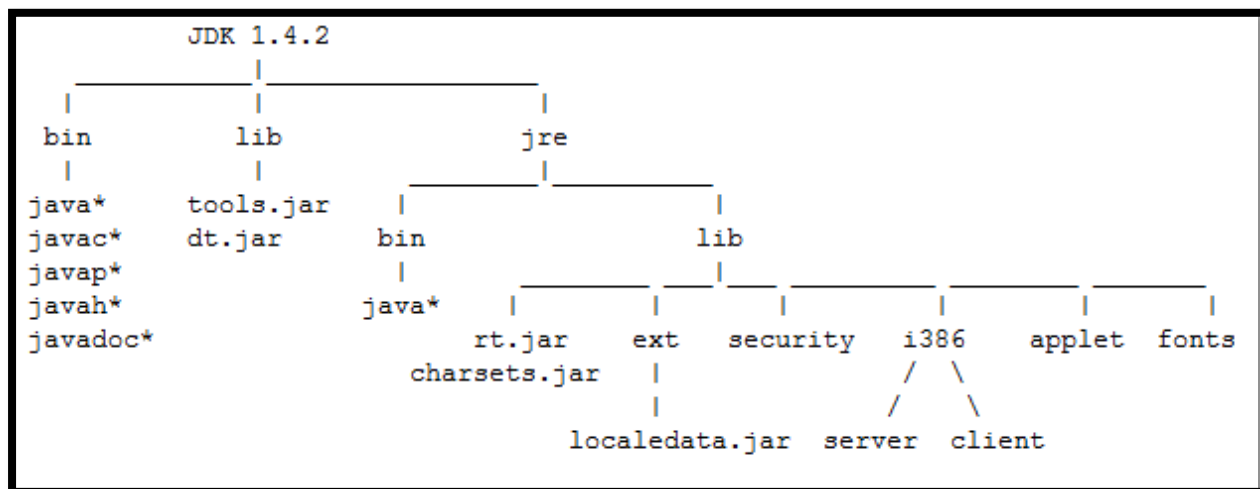 JDK 1.4.2
bin lib jre
java* tools.jar
javac* dt.jar bin lib
javap*
javah* java*
javadoc* rt.jar ext security i386 applet fonts
charsets.jar
localedata.jar server client